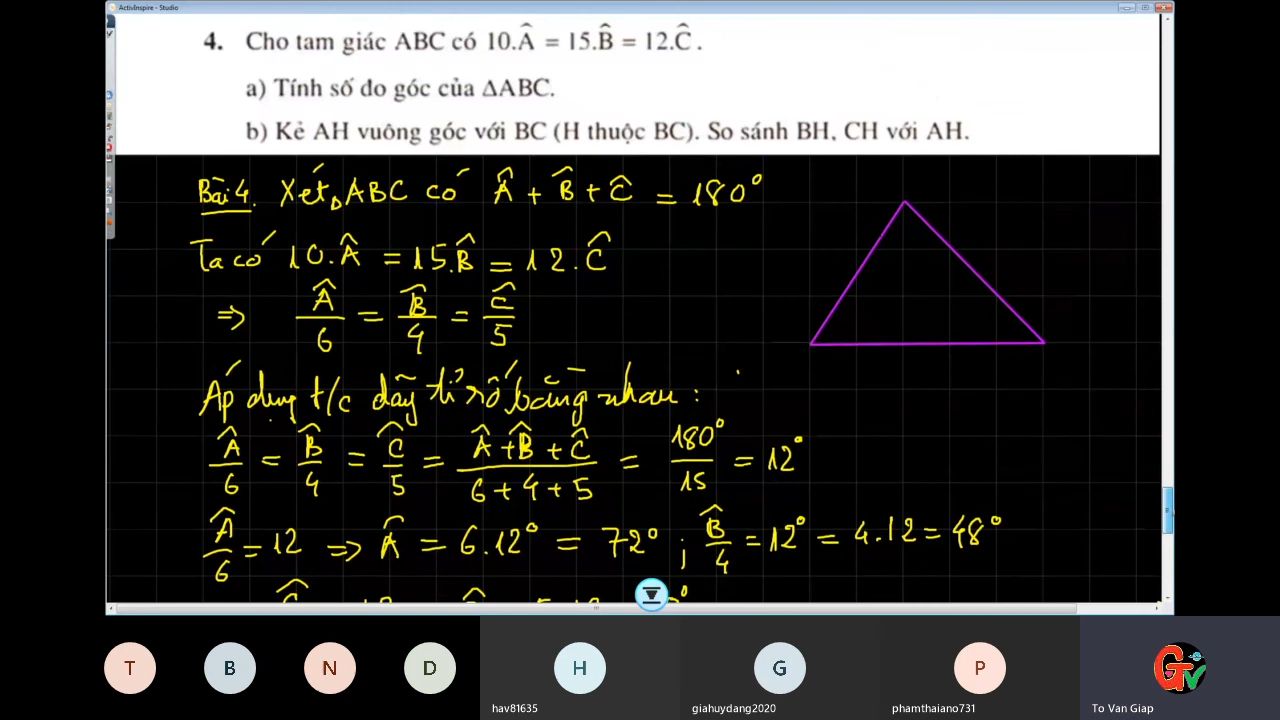 ActivInspire - Studio
4. Cho tam giác ABC có 10.Â = 15.B̂ = 12.Ĉ.
a) Tính số đo góc của ΔABC.
b) Kẻ AH vuông góc với BC (H thuộc BC). So sánh BH, CH với AH.
Bài 4. Xét Δ ABC có Â + B̂ + Ĉ = 180°
Ta có 10.Â = 15.B̂ = 12.Ĉ
⇒ Â/6 = B̂/4 = Ĉ/5
Áp dụng t/c dãy tỉ số bằng nhau :
Â/6 = B̂/4 = Ĉ/5 = (Â + B̂ + Ĉ)/(6 + 4 + 5) = 180°/15 = 12°
Â/6 = 12 ⇒ Â = 6.12° = 72° ; B̂/4 = 12° = 4.12 = 48°
T B N D H G P
hav81635 giahuydang2020 phamthaiano731 To Van Giap